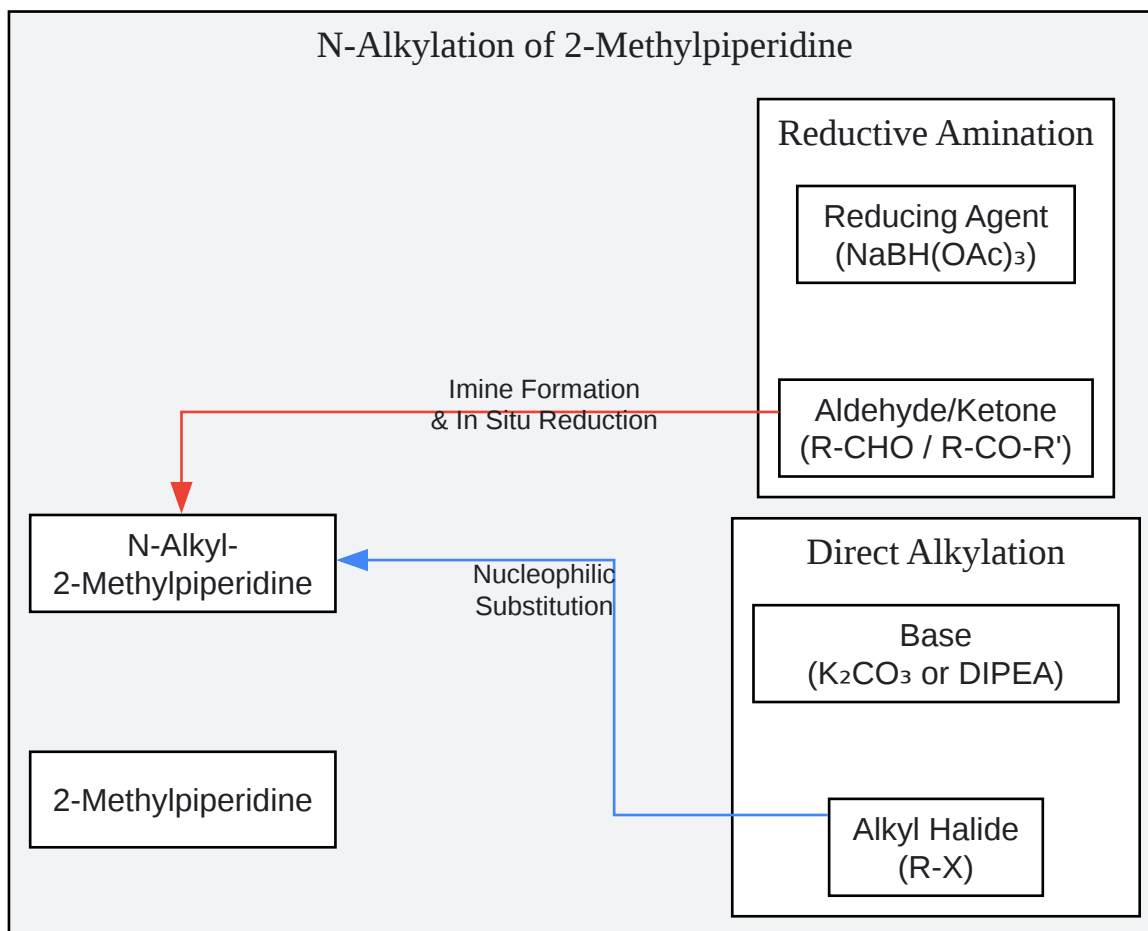 N-Alkylation of 2-Methylpiperidine
Reductive Amination
Reducing Agent
(NaBH(OAc)₃)
Imine Formation
& In Situ Reduction
Aldehyde/Ketone
(R-CHO / R-CO-R')
N-Alkyl-
2-Methylpiperidine
Nucleophilic
Substitution
Direct Alkylation
Base
(K₂CO₃ or DIPEA)
2-Methylpiperidine
Alkyl Halide
(R-X)